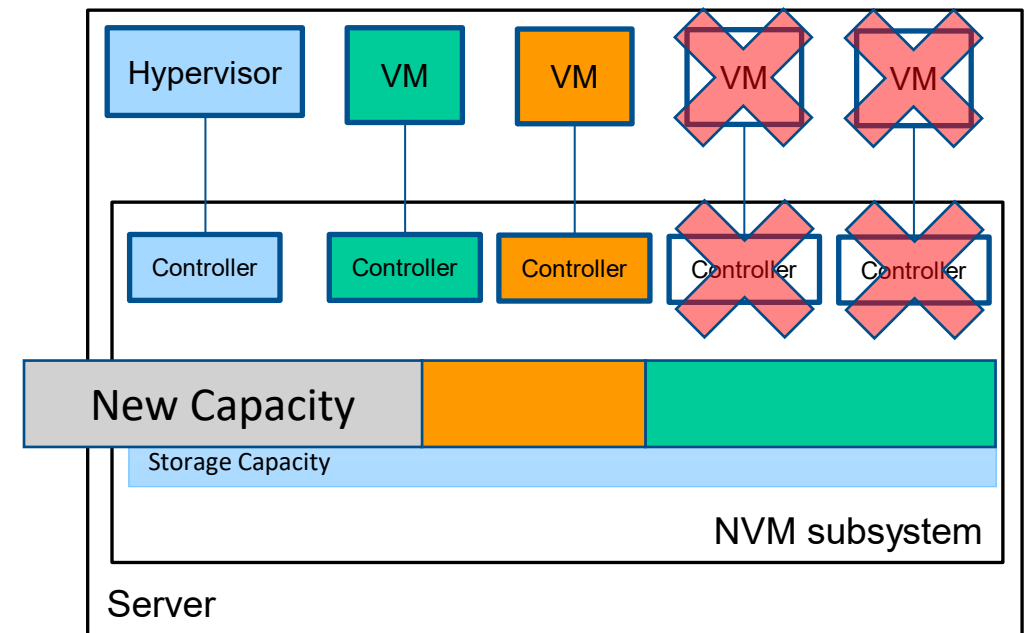 Hypervisor
VM
VM
VM
VM
Controller
Controller
Controller
Controller
Controller
New Capacity
Storage Capacity
NVM subsystem
Server